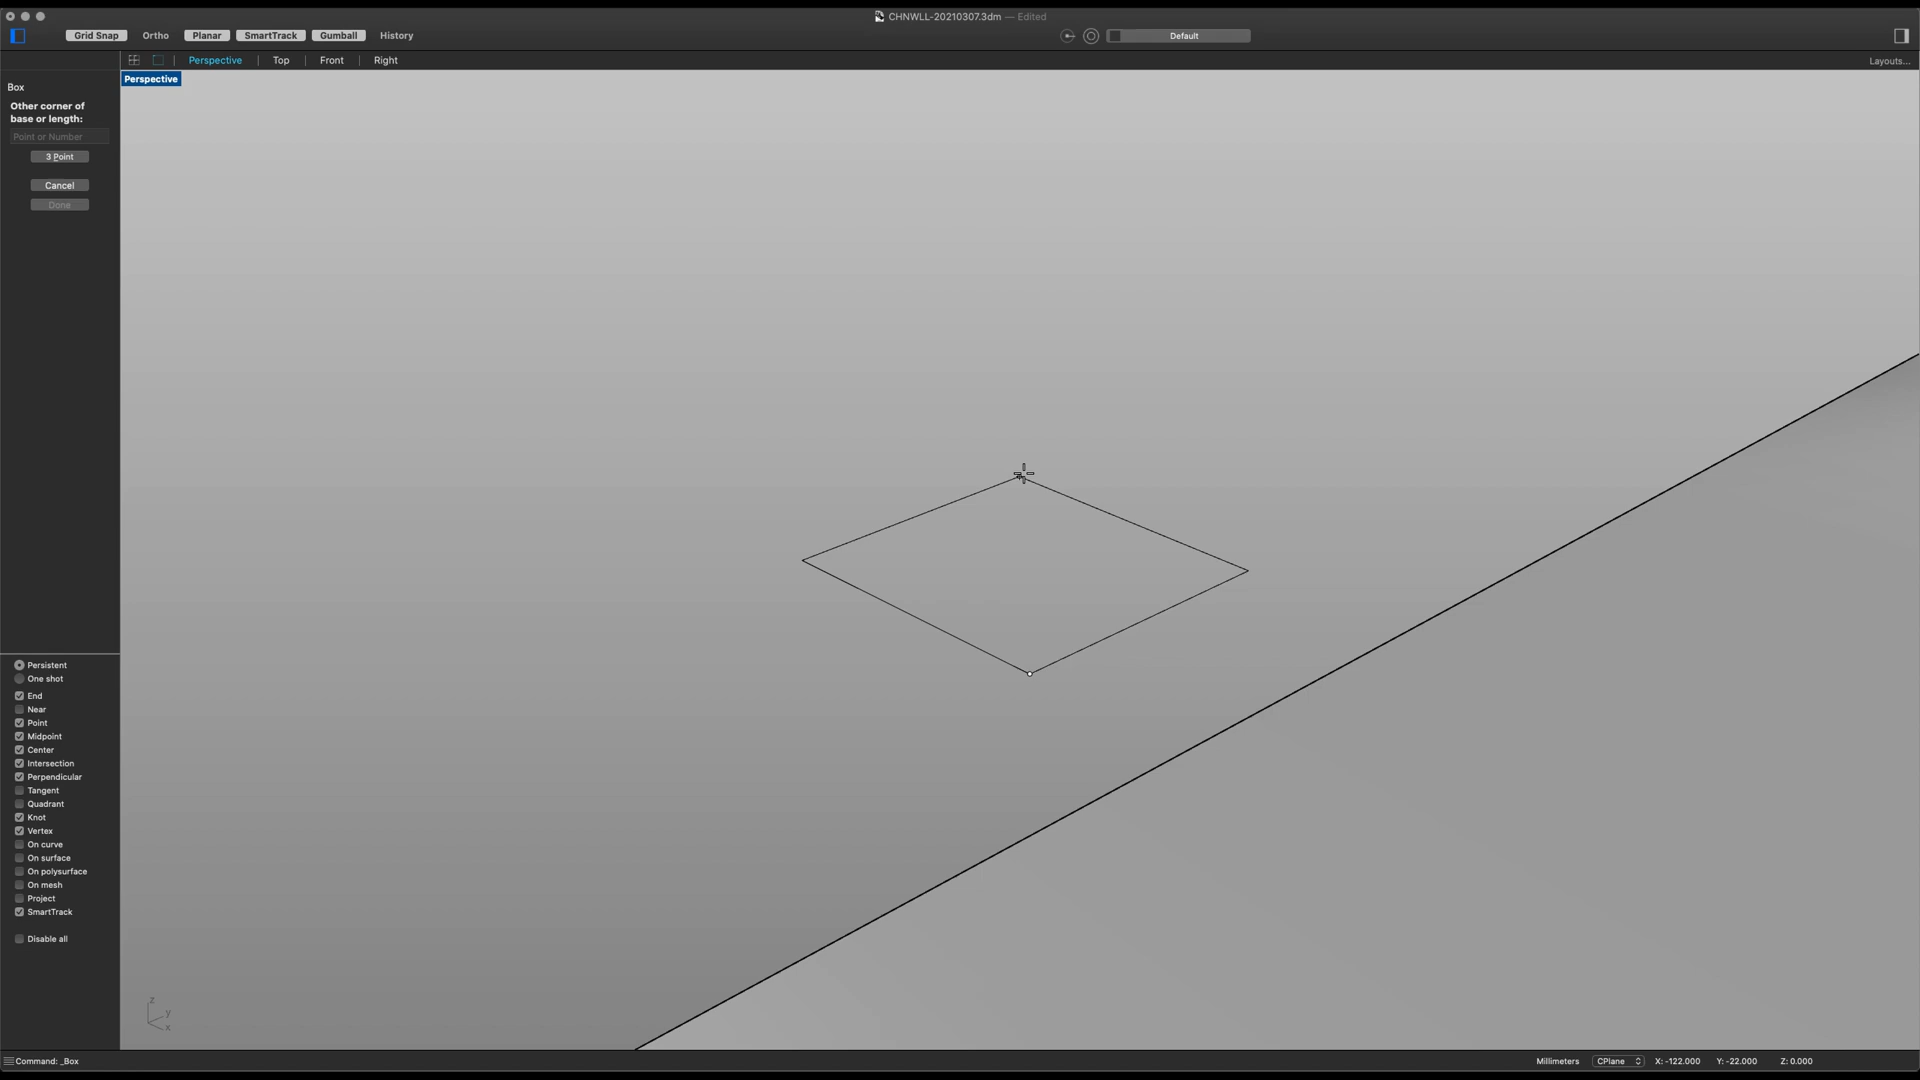 CHNWLL-20210307.3dm — Edited
Grid Snap Ortho Planar SmartTrack Gumball History Default
Perspective Top Front Right Layouts...
Perspective
Box
Other corner of
base or length:
Point or Number
3 Point
Cancel
Done
Persistent
One shot
End
Near
Point
Midpoint
Center
Intersection
Perpendicular
Tangent
Quadrant
Knot
Vertex
On curve
On surface
On polysurface
On mesh
Project
SmartTrack
Disable all
z
y
x
Command: _Box Millimeters CPlane X: -122.000 Y: -22.000 Z: 0.000